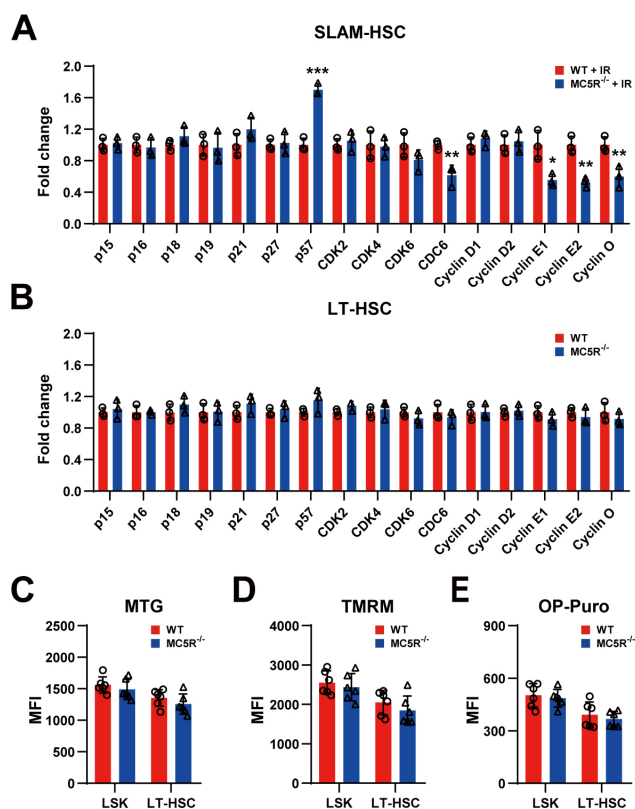 A
SLAM-HSC
WT + IR
MC5R-/- + IR
Fold change
2.0
1.6
1.2
0.8
0.4
0.0
***
**
*
**
**
p15 p16 p18 p19 p21 p27 p57 CDK2 CDK4 CDK6 CDC6 Cyclin D1 Cyclin D2 Cyclin E1 Cyclin E2 Cyclin O
B
LT-HSC
WT
MC5R-/-
Fold change
2.0
1.6
1.2
0.8
0.4
0.0
p15 p16 p18 p19 p21 p27 p57 CDK2 CDK4 CDK6 CDC6 Cyclin D1 Cyclin D2 Cyclin E1 Cyclin E2 Cyclin O
C
MTG
WT
MC5R-/-
MFI
2500
2000
1500
1000
500
0
LSK LT-HSC
D
TMRM
WT
MC5R-/-
MFI
4000
3000
2000
1000
0
LSK LT-HSC
E
OP-Puro
WT
MC5R-/-
MFI
900
600
300
0
LSK LT-HSC